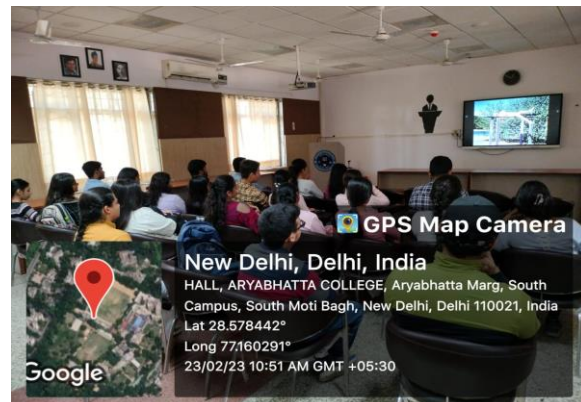 GPS Map Camera
New Delhi, Delhi, India
HALL, ARYABHATTA COLLEGE, Aryabhatta Marg, South
Campus, South Moti Bagh, New Delhi, Delhi 110021, India
Lat 28.578442°
Long 77.160291°
23/02/23 10:51 AM GMT +05:30
Google